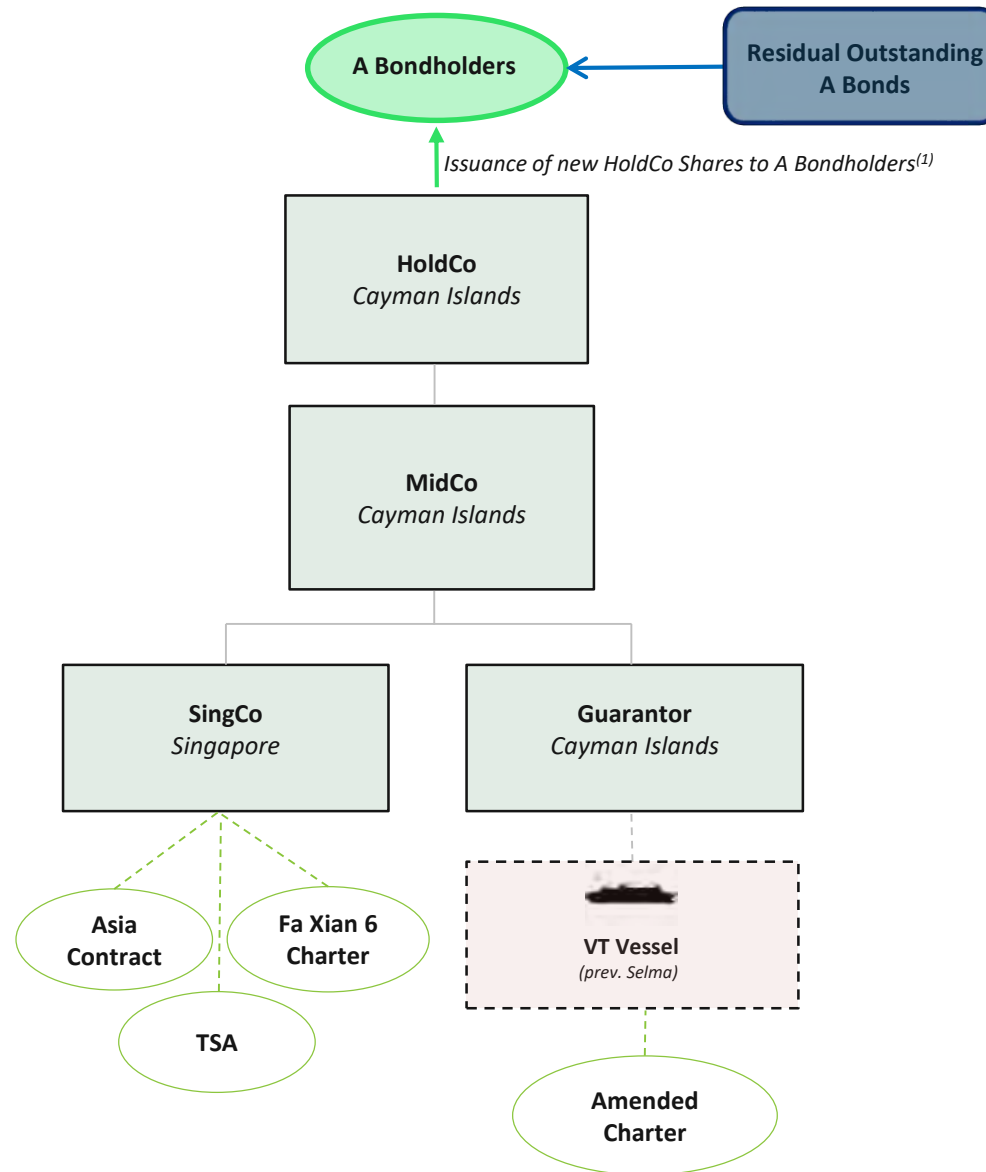 A Bondholders
Residual Outstanding
A Bonds
Issuance of new HoldCo Shares to A Bondholders(1)
HoldCo
Cayman Islands
MidCo
Cayman Islands
SingCo
Singapore
Guarantor
Cayman Islands
Asia
Contract
Fa Xian 6
Charter
TSA
VT Vessel
(prev. Selma)
Amended
Charter